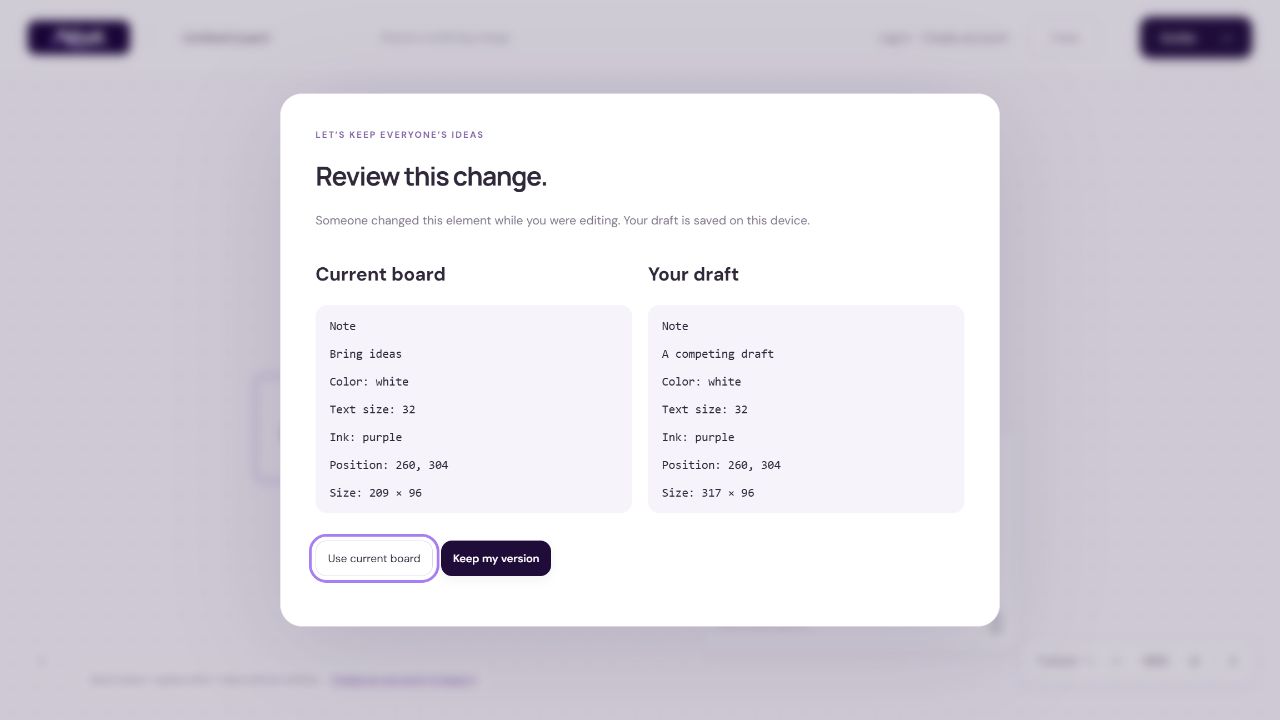 LET'S KEEP EVERYONE'S IDEAS
Review this change.
Someone changed this element while you were editing. Your draft is saved on this device.
Current board
Note
Bring ideas
Color: white
Text size: 32
Ink: purple
Position: 260, 304
Size: 209 × 96
Your draft
Note
A competing draft
Color: white
Text size: 32
Ink: purple
Position: 260, 304
Size: 317 × 96
Use current board
Keep my version